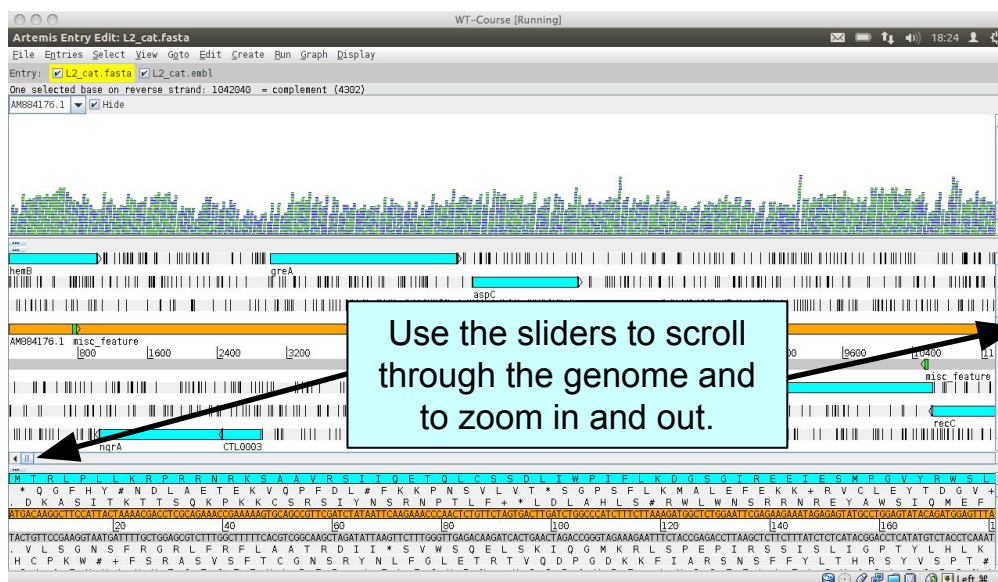 WT-Course [Running]
Artemis Entry Edit: L2_cat.fasta 18:24
File Entries Select View Goto Edit Create Run Graph Display
Entry: L2_cat.fasta L2_cat.embl
One selected base on reverse strand: 1042040 = complement (4302)
AM884176.1 Hide
hemB greA
aspC
Use the sliders to scroll
through the genome and
to zoom in and out.
AM884176.1 misc_feature
800 1600 2400 3200 9600 10400 11
misc_feature
recC
nqrA CTL0003
M T R L P L L K R P R R N R K S A A V R S I I Q E T Q L C S S D L I W P I F L K D G S G I R E E I E S M P G V Y R W S L
* Q G F H Y # N D L A E T E K V Q P F D L # F K K P N S V L V T * S G P S F L K M A L E F E K K + R V C L E Y T D G V +
. D K A S I T K T T S Q K P K K C S R S I Y N S R N P T L F + * L D L A H L S # R W L W N S R R N R E Y A W S I Q M E F
20 40 60 80 100 120 140 160
. V L S G N S F R G R L F R F L A A T R D I I * S V W S Q E L S K I Q G M K R L S P E P I R S S I S L I G P T Y L H L K
H C P K W # + F S R A S V S F T C G N S R Y N L F G L E T R T V Q D P G D K K F I A R S N S F F Y L T H R S Y V S P T #
Left ⌘